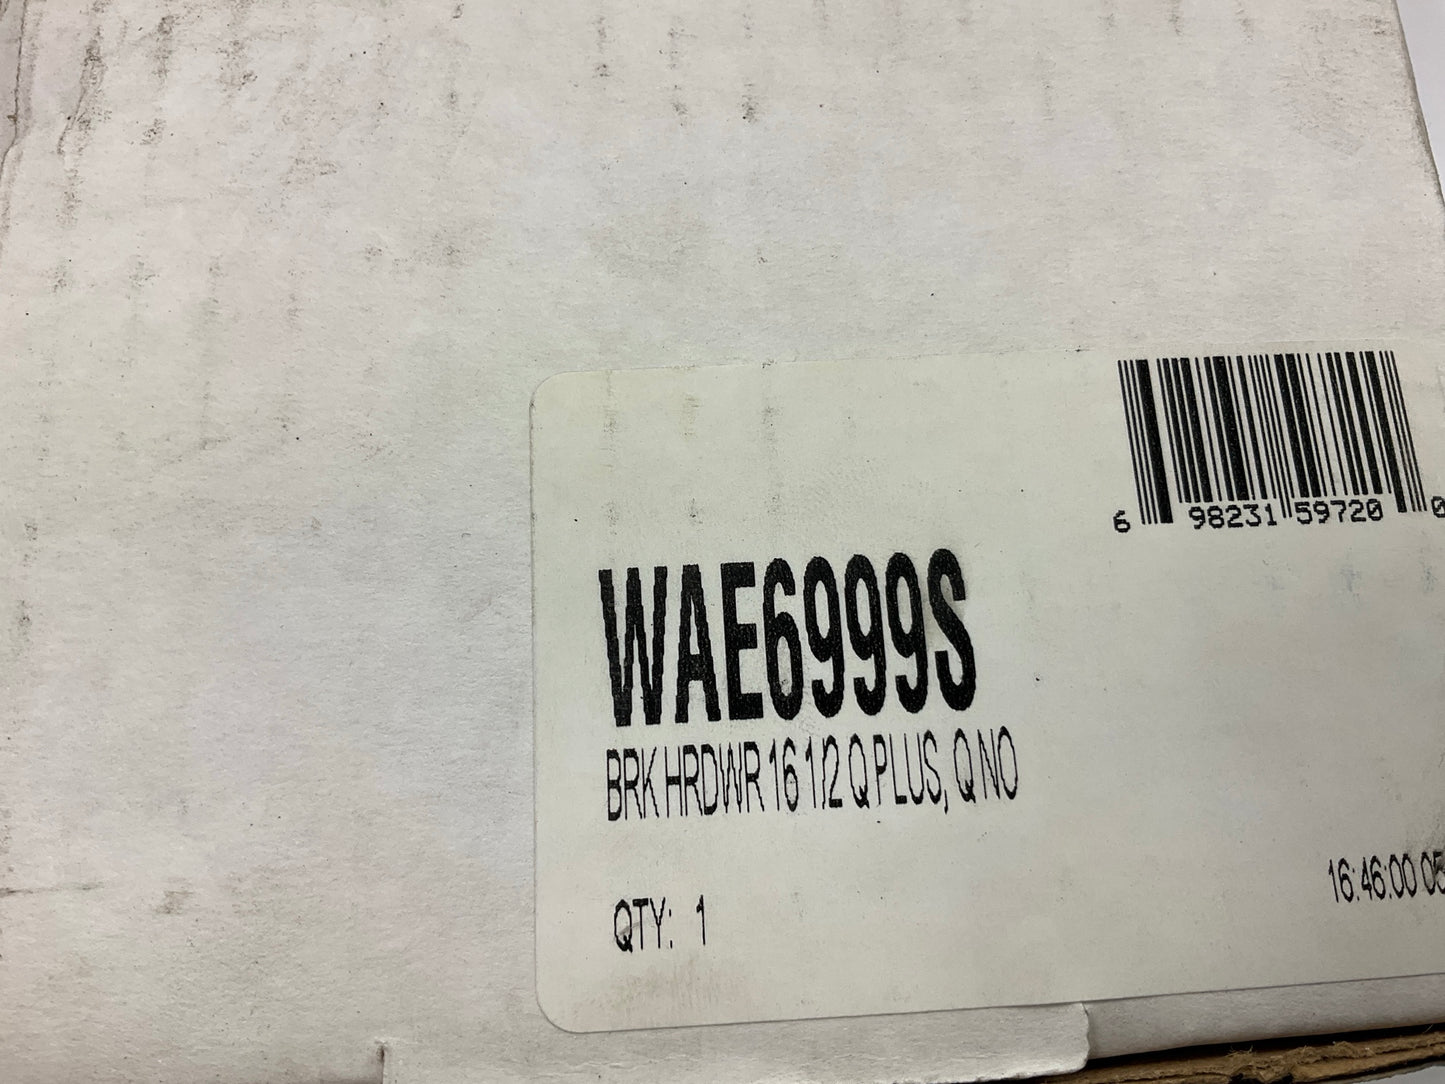 6 98231 59720 0
WAE6999S
BRK HRDWR 16 1/2 Q PLUS, Q NO
16:46:00 05
QTY: 1